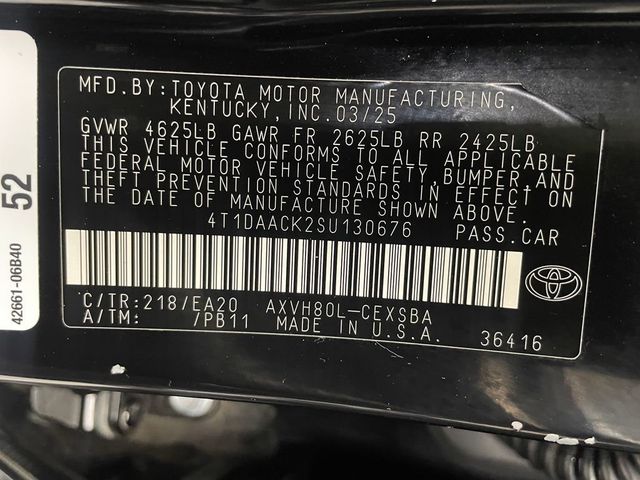 MFD.BY:TOYOTA MOTOR MANUFACTURING,
KENTUCKY,INC.03/25
GVWR 4625LB GAWR FR 2625LB RR 2425LB
THIS VEHICLE CONFORMS TO ALL APPLICABLE
FEDERAL MOTOR VEHICLE SAFETY,BUMPER,AND
THEFT PREVENTION STANDARDS IN EFFECT ON
THE DATE OF MANUFACTURE SHOWN ABOVE.
4T1DAACK2SU130676 PASS.CAR
C/TR:218/EA20 AXVH80L-CEXSBA
A/TM: /PB11 MADE IN U.S.A. 36416
52
42661-06B40